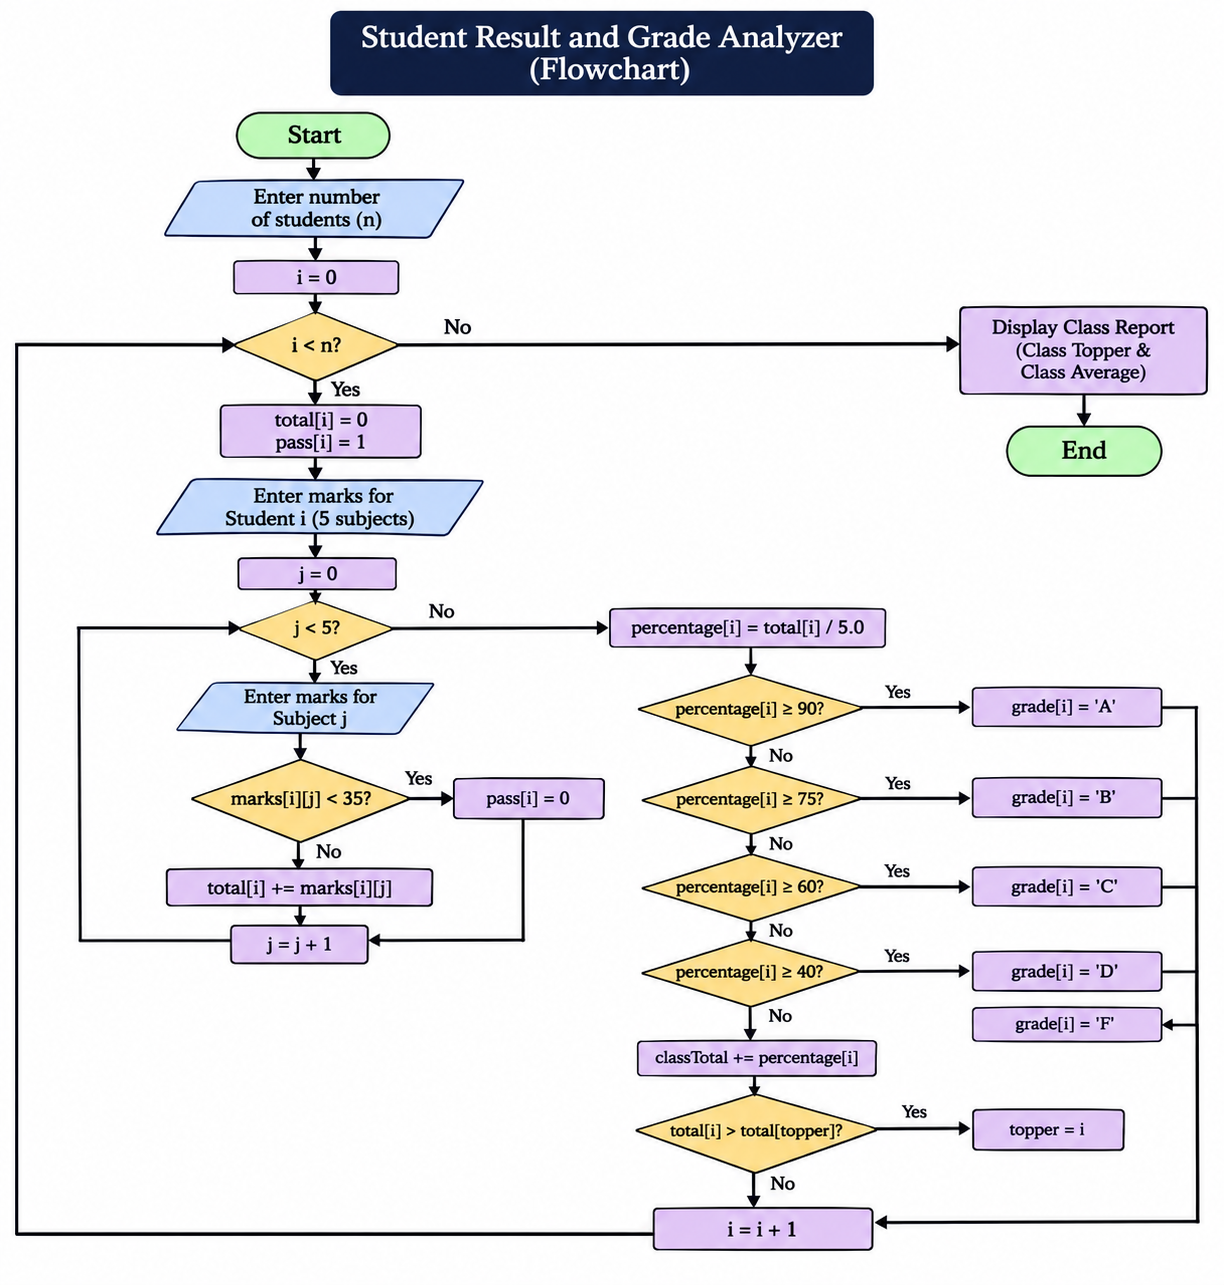 Student Result and Grade Analyzer
(Flowchart)
Start
Enter number
of students (n)
i = 0
i < n?
No
Yes
Display Class Report
(Class Topper &
Class Average)
End
total[i] = 0
pass[i] = 1
Enter marks for
Student i (5 subjects)
j = 0
j < 5?
No
Yes
Enter marks for
Subject j
marks[i][j] < 35?
Yes
pass[i] = 0
No
total[i] += marks[i][j]
j = j + 1
percentage[i] = total[i] / 5.0
percentage[i] ≥ 90?
Yes
grade[i] = 'A'
No
percentage[i] ≥ 75?
Yes
grade[i] = 'B'
No
percentage[i] ≥ 60?
Yes
grade[i] = 'C'
No
percentage[i] ≥ 40?
Yes
grade[i] = 'D'
No
grade[i] = 'F'
classTotal += percentage[i]
total[i] > total[topper]?
Yes
topper = i
No
i = i + 1